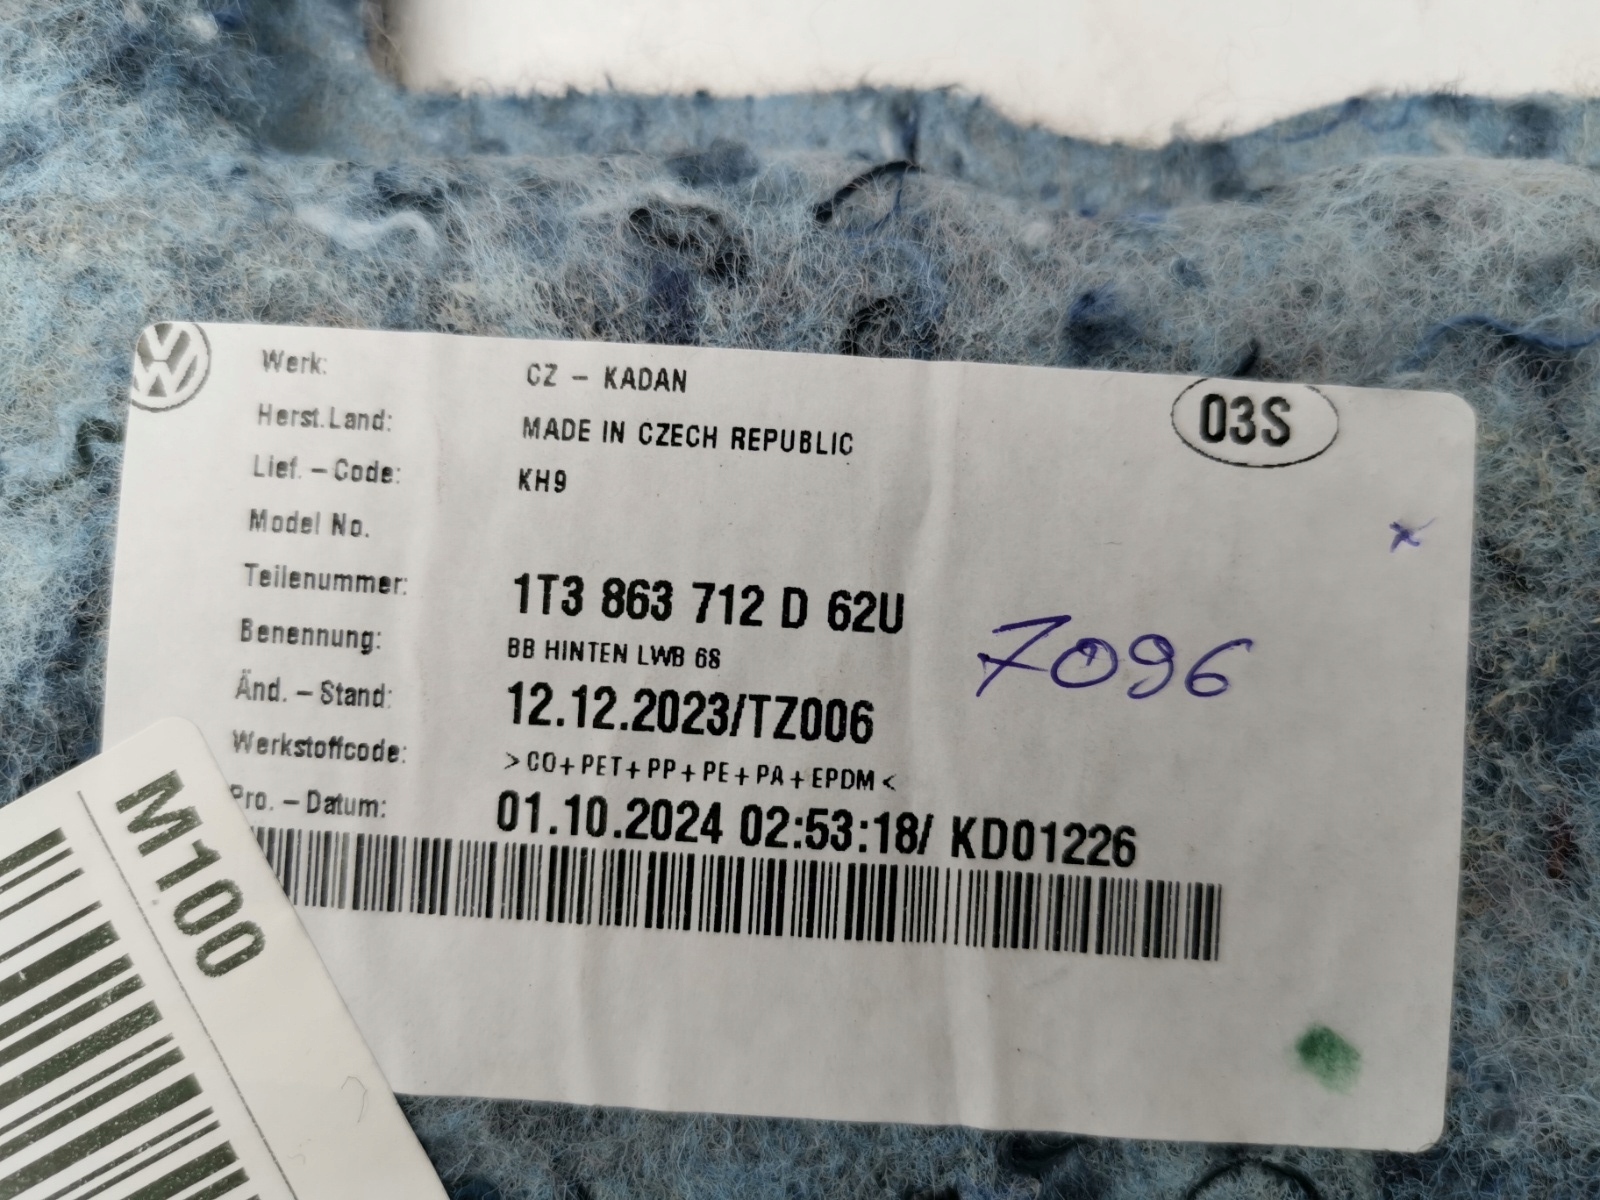 Werk: CZ – KADAN
03S
Herst.Land: MADE IN CZECH REPUBLIC
Lief. – Code: KH9
Model No.
Teilenummer: 1T3 863 712 D 62U
7096
Benennung: BB HINTEN LWB 6S
Änd. – Stand: 12.12.2023/TZ006
Werkstoffcode: >CO+PET+PP+PE+PA+EPDM<
Pro. – Datum: 01.10.2024 02:53:18/ KD01226
M100